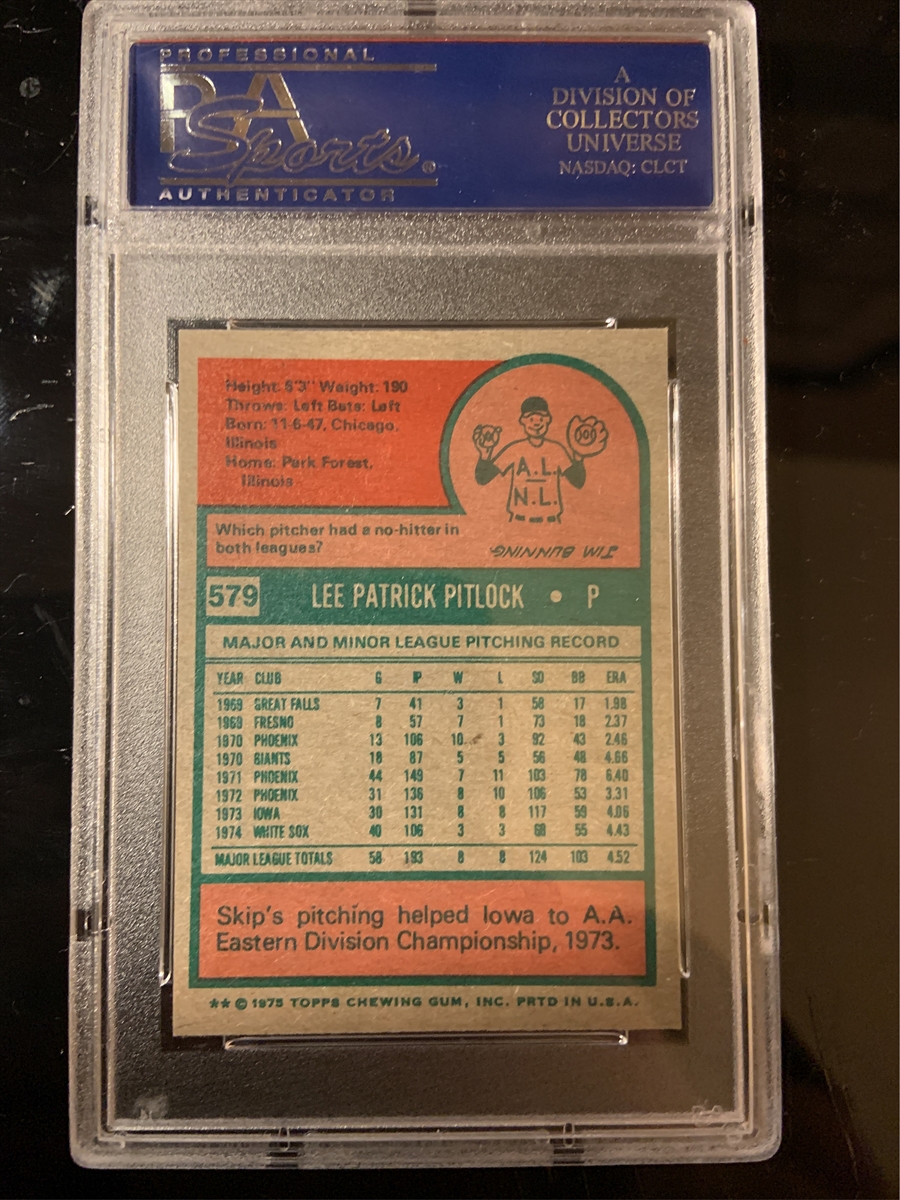 PROFESSIONAL
PSA
Sports
AUTHENTICATOR
A
DIVISION OF
COLLECTORS
UNIVERSE
NASDAQ: CLCT
Height: 6'3" Weight: 190
Throws: Left Bats: Left
Born: 11-6-47, Chicago,
Illinois
Home: Park Forest,
Illinois
A.L.
N.L.
Which pitcher had a no-hitter in
both leagues?
JIM BUNNING
579 LEE PATRICK PITLOCK • P
MAJOR AND MINOR LEAGUE PITCHING RECORD
YEAR CLUB G IP W L SO BB ERA
1969 GREAT FALLS 7 41 3 1 58 17 1.98
1969 FRESNO 8 57 7 1 73 18 2.37
1970 PHOENIX 13 106 10 3 92 43 2.46
1970 GIANTS 18 87 5 5 56 48 4.66
1971 PHOENIX 44 149 7 11 103 78 6.40
1972 PHOENIX 31 136 8 10 106 53 3.31
1973 IOWA 30 131 8 8 117 59 4.06
1974 WHITE SOX 40 106 3 3 68 55 4.43
MAJOR LEAGUE TOTALS 58 193 8 8 124 103 4.52
Skip's pitching helped Iowa to A.A.
Eastern Division Championship, 1973.
** © 1975 TOPPS CHEWING GUM, INC. PRTD IN U.S.A.